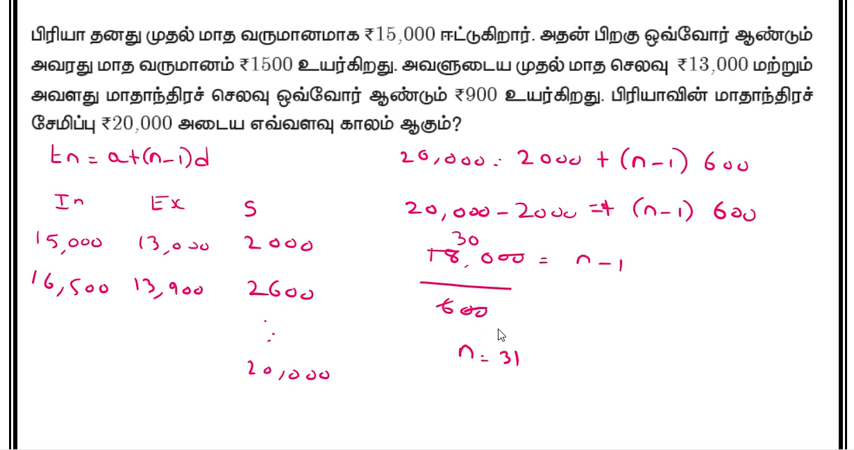 பிரியா தனது முதல் மாத வருமானமாக ₹15,000 ஈட்டுகிறார். அதன் பிறகு ஒவ்வோர் ஆண்டும்
அவரது மாத வருமானம் ₹1500 உயர்கிறது. அவளுடைய முதல் மாத செலவு ₹13,000 மற்றும்
அவளது மாதாந்திரச் செலவு ஒவ்வோர் ஆண்டும் ₹900 உயர்கிறது. பிரியாவின் மாதாந்திரச்
சேமிப்பு ₹20,000 அடைய எவ்வளவு காலம் ஆகும்?
tn = a+(n-1)d
In Ex S
15,000 13,000 2000
16,500 13,900 2600
20,000
20,000 = 2000 + (n-1) 600
20,000 - 2000 = + (n-1) 600
30
18,000 = n-1
600
n = 31